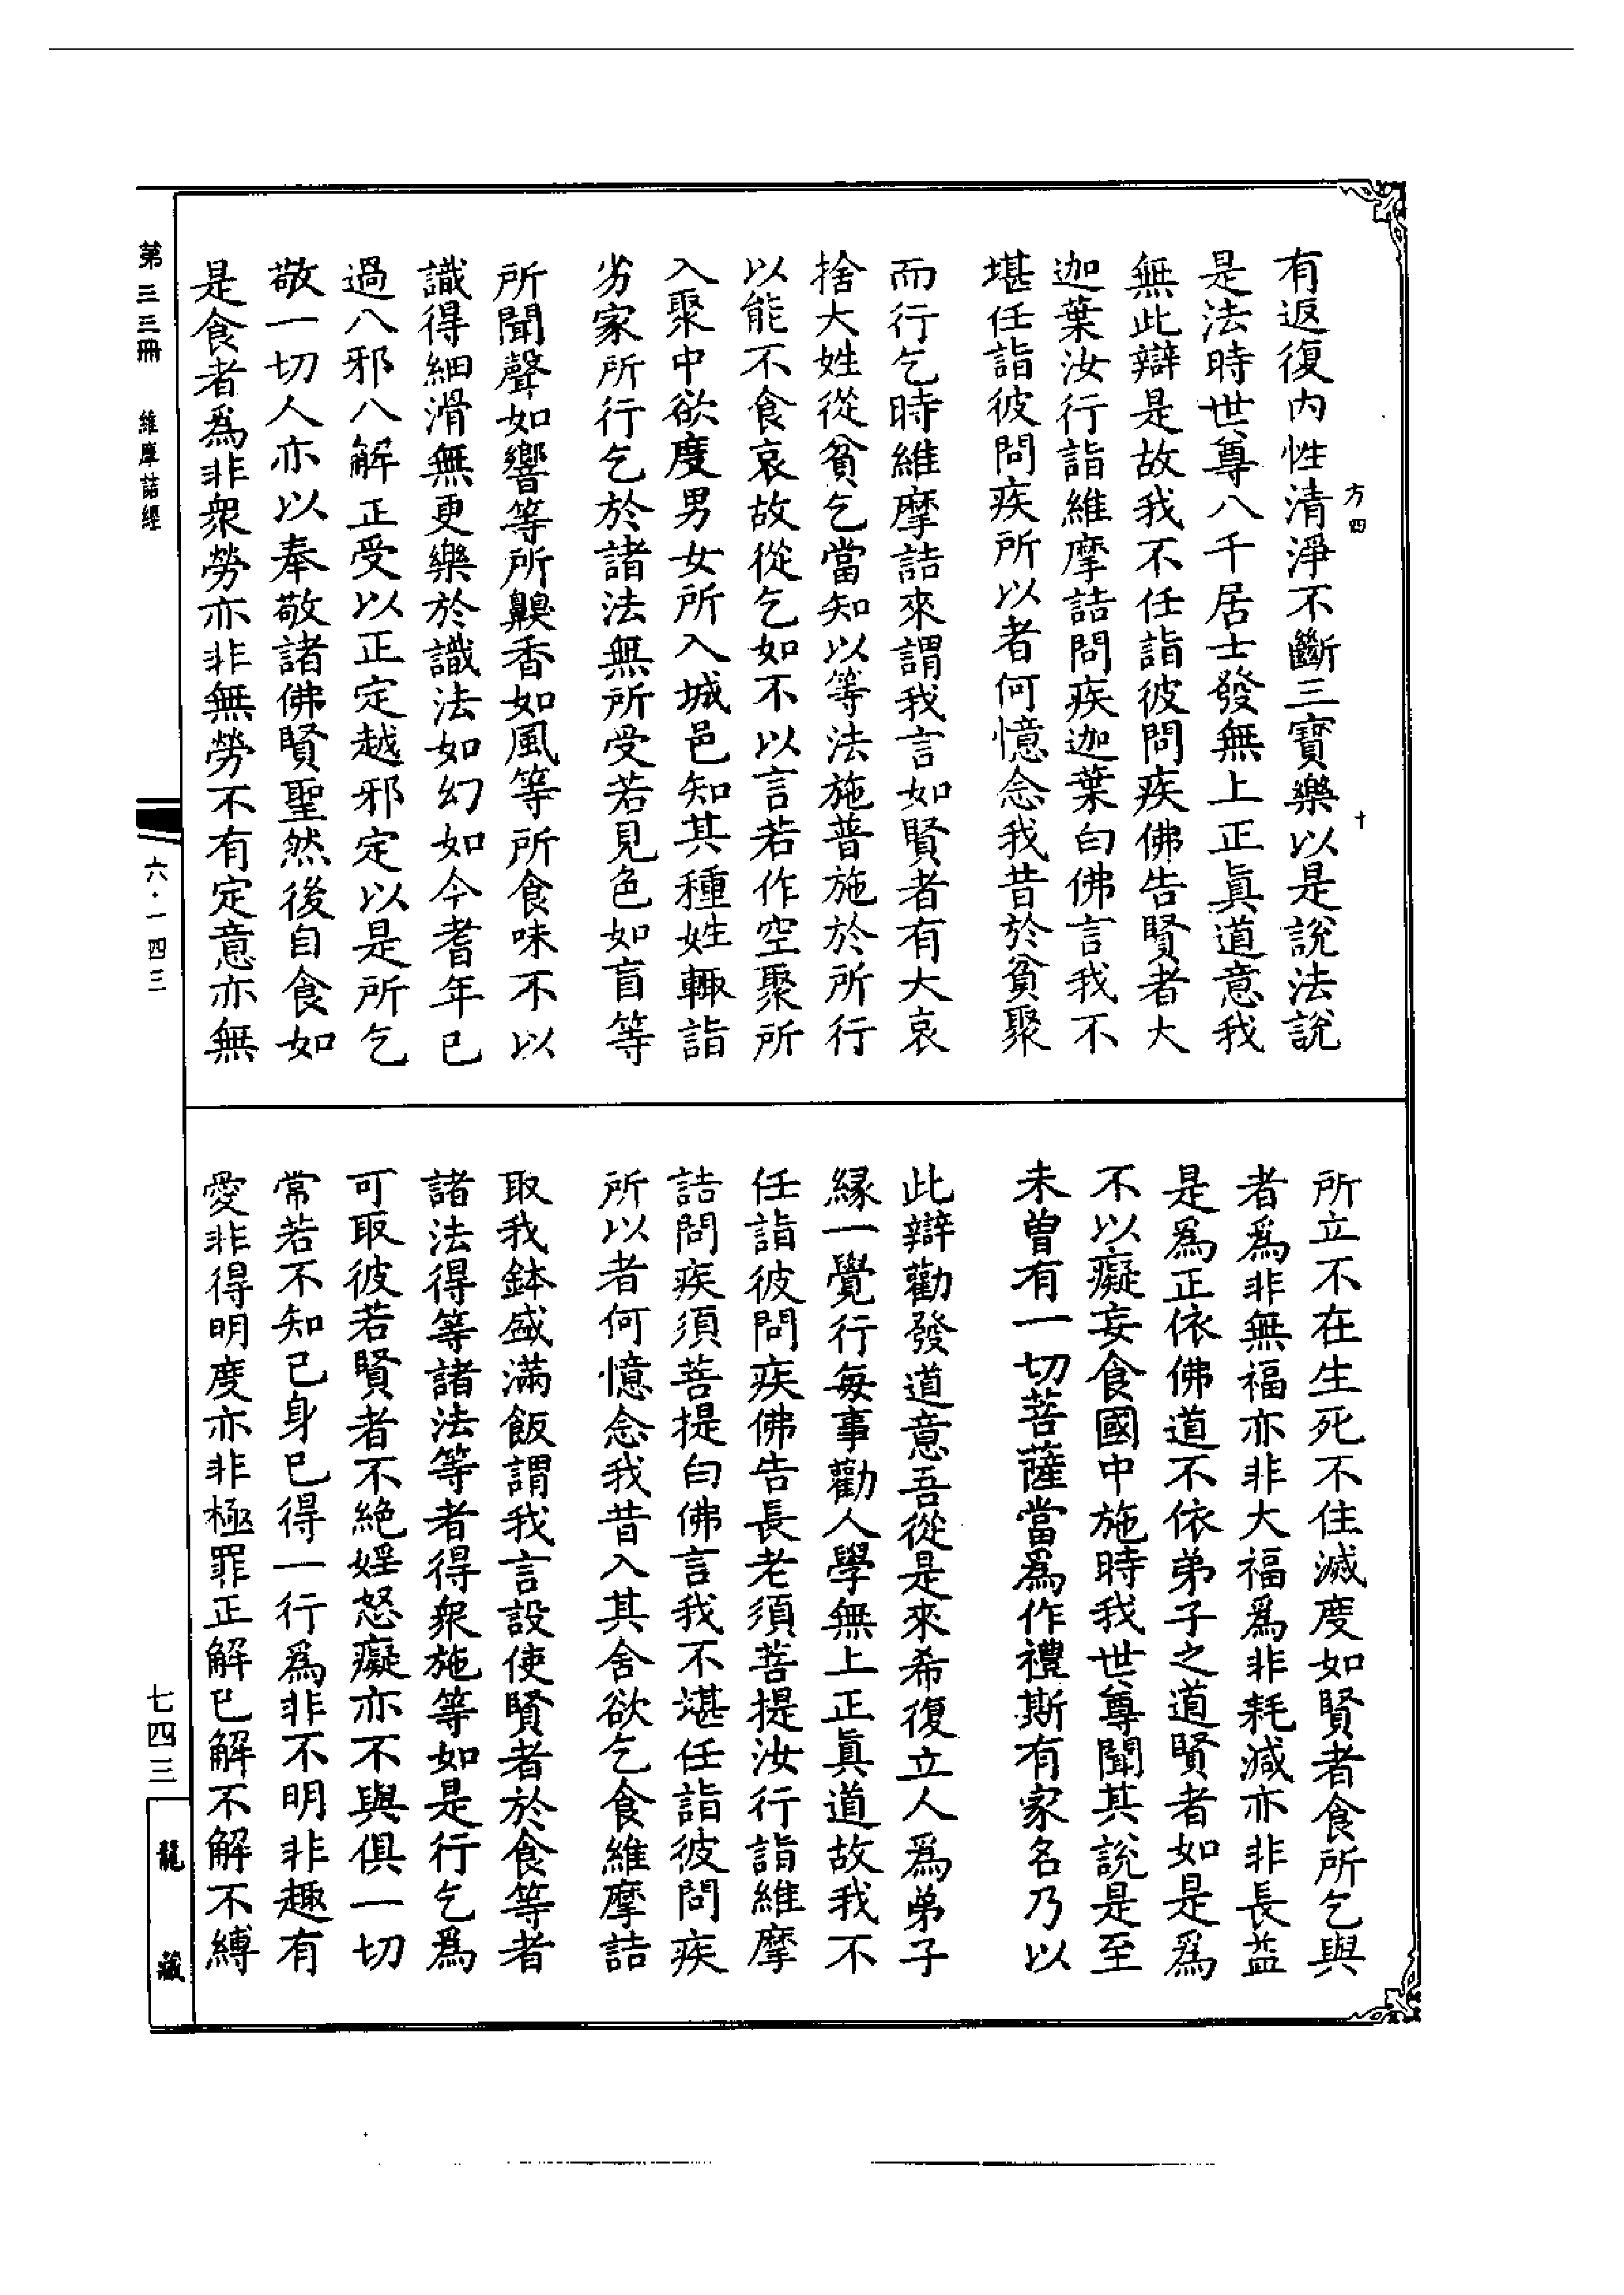 有返復內性清淨不斷三寶樂以是說法說
是法時世尊八千居士發無上正眞道意我
無此辯是故我不任詣彼問疾佛告賢者大
迦葉汝行詣維摩詰問疾迦葉白佛言我不
堪任詣彼問疾所以者何憶念我昔於貧聚
而行乞時維摩詰來謂我言如賢者有大哀
捨大姓從貧乞當知以等法施普施於所行
以能不食哀故從乞如不以言若作空聚所
入聚中欲度男女所入城邑知其種姓輙詣
劣家所行乞於諸法無所受若見色如盲等
所聞聲如響等所齅香如風等所食味不以
識得細滑無更樂於識法如幻如今耆年已
過八邪八解正受以正定越邪定以是所乞
敬一切人亦以奉敬諸佛賢聖然後自食如
是食者爲非衆勞亦非無勞不有定意亦無
方四
十
所立不在生死不住滅度如賢者食所乞與
者爲非無福亦非大福爲非耗減亦非長益
是爲正依佛道不依弟子之道賢者如是爲
不以癡妄食國中施時我世尊聞其說是至
未曽有一切菩薩當爲作禮斯有家名乃以
此辯勸發道意吾從是來希復立人爲弟子
縁一覺行每事勸人學無上正眞道故我不
任詣彼問疾佛告長老須菩提汝行詣維摩
詰問疾須菩提白佛言我不堪任詣彼問疾
所以者何憶念我昔入其舍欲乞食維摩詰
取我鉢盛滿飯謂我言設使賢者於食等者
諸法得等諸法等者得衆施等如是行乞爲
可取彼若賢者不絶婬怒癡亦不與俱一切
常若不知已身已得一行爲非不明非趣有
愛非得明度亦非極罪正解已解不解不縛
第三三冊
維摩詰經
六·一四三
七四三
龍藏